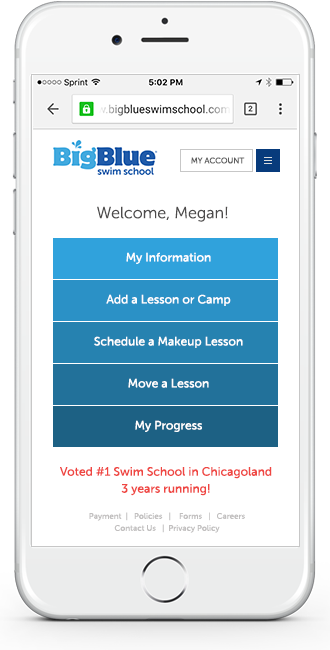 Sprint 5:02 PM
.bigblueswimschool.com 2
BigBlue
swim school
MY ACCOUNT
Welcome, Megan!
My Information
Add a Lesson or Camp
Schedule a Makeup Lesson
Move a Lesson
My Progress
Voted #1 Swim School in Chicagoland
3 years running!
Payment | Policies | Forms | Careers
Contact Us | Privacy Policy